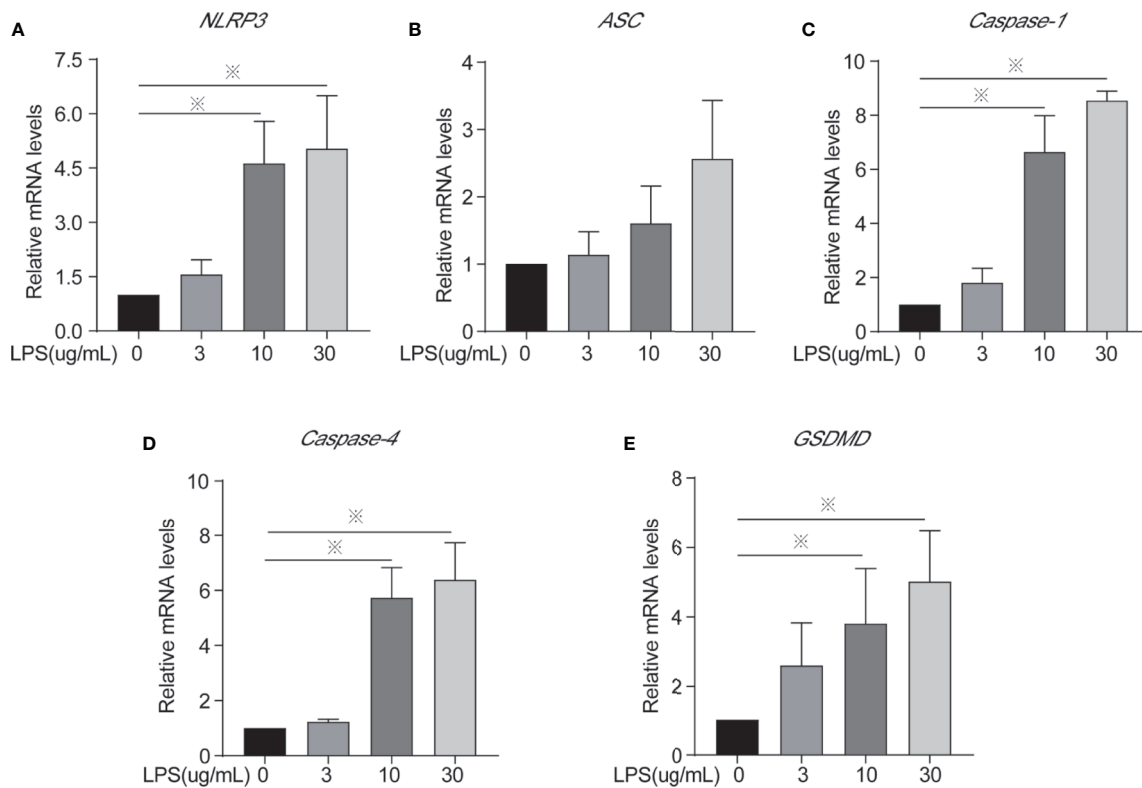 A
NLRP3
Relative mRNA levels
7.5
6.0
4.5
3.0
1.5
0.0
※
※
LPS(ug/mL) 0 3 10 30
B
ASC
Relative mRNA levels
4
3
2
1
0
LPS(ug/mL) 0 3 10 30
C
Caspase-1
Relative mRNA levels
10
8
6
4
2
0
※
※
LPS(ug/mL) 0 3 10 30
D
Caspase-4
Relative mRNA levels
10
8
6
4
2
0
※
※
LPS(ug/mL) 0 3 10 30
E
GSDMD
Relative mRNA levels
8
6
4
2
0
※
※
LPS(ug/mL) 0 3 10 30